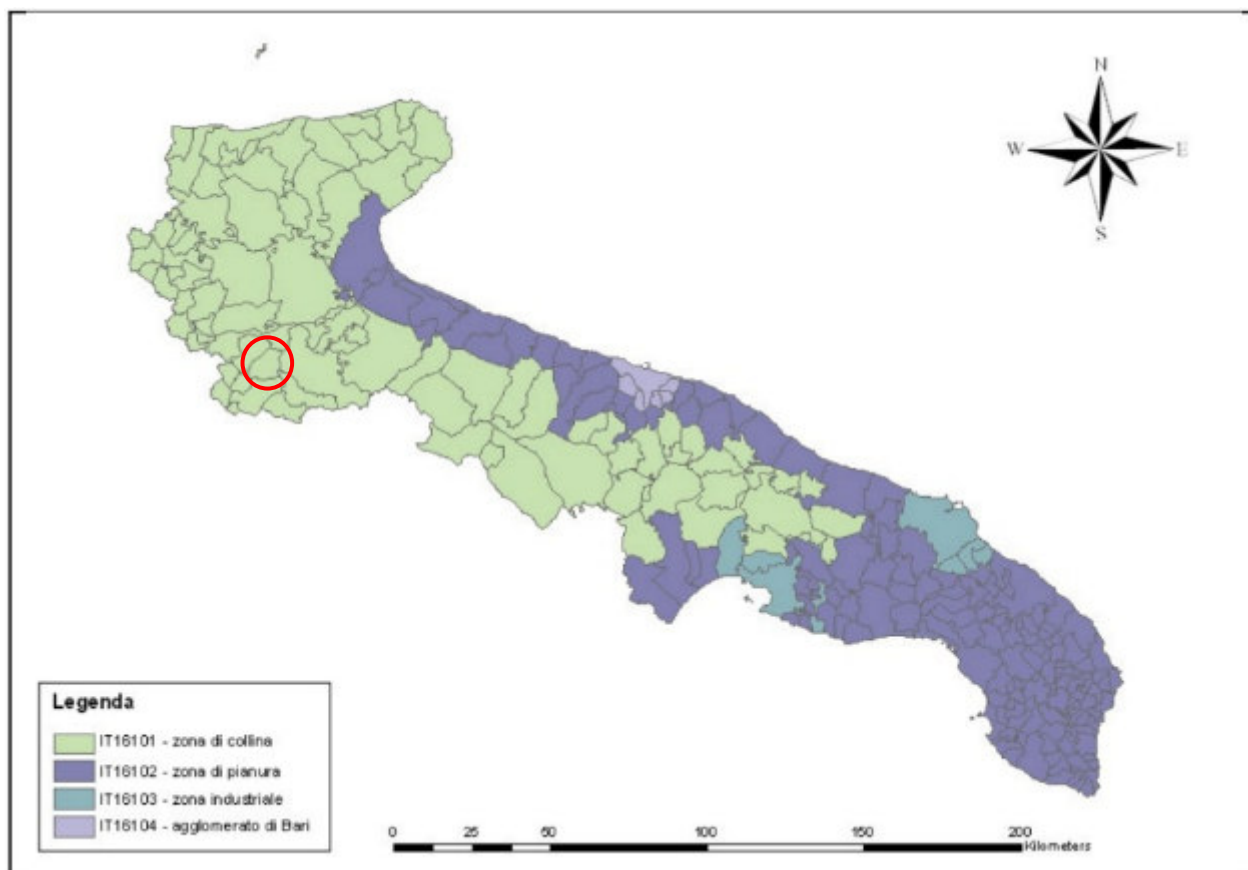 N
W E
S
Legenda
IT16101 - zona di collina
IT16102 - zona di pianura
IT16103 - zona industriale
IT16104 - agglomerato di Bari
0 25 50 100 150 200
Kilometers